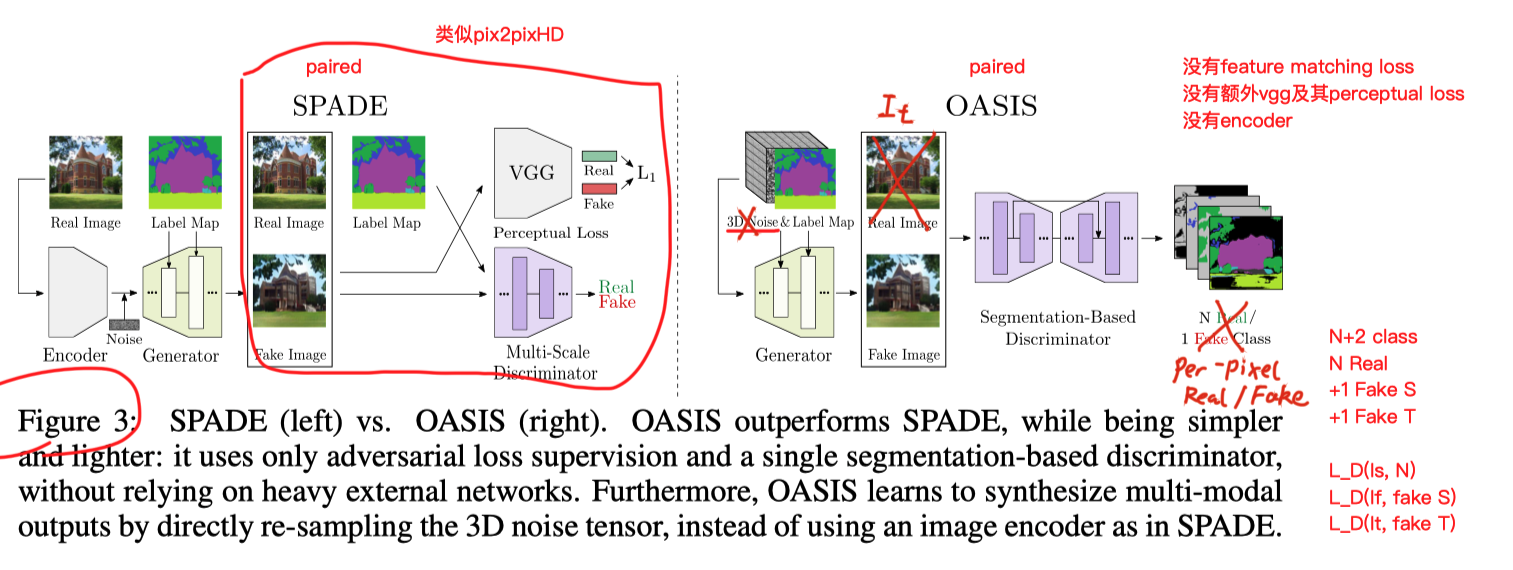 类似pix2pixHD
paired
SPADE
Real Image
Label Map
Real Image
Label Map
VGG
Real
Fake
L1
Perceptual Loss
Real
Fake
Noise
Encoder
Generator
Fake Image
Multi-Scale
Discriminator
paired
It
OASIS
没有feature matching loss
没有额外vgg及其perceptual loss
没有encoder
3D Noise & Label Map
Real Image
Generator
Fake Image
Segmentation-Based
Discriminator
N Real/
1 Fake Class
Per-pixel
Real/Fake
N+2 class
N Real
+1 Fake S
+1 Fake T
L_D(Is, N)
L_D(If, fake S)
L_D(It, fake T)
Figure 3: SPADE (left) vs. OASIS (right). OASIS outperforms SPADE, while being simpler
and lighter: it uses only adversarial loss supervision and a single segmentation-based discriminator,
without relying on heavy external networks. Furthermore, OASIS learns to synthesize multi-modal
outputs by directly re-sampling the 3D noise tensor, instead of using an image encoder as in SPADE.